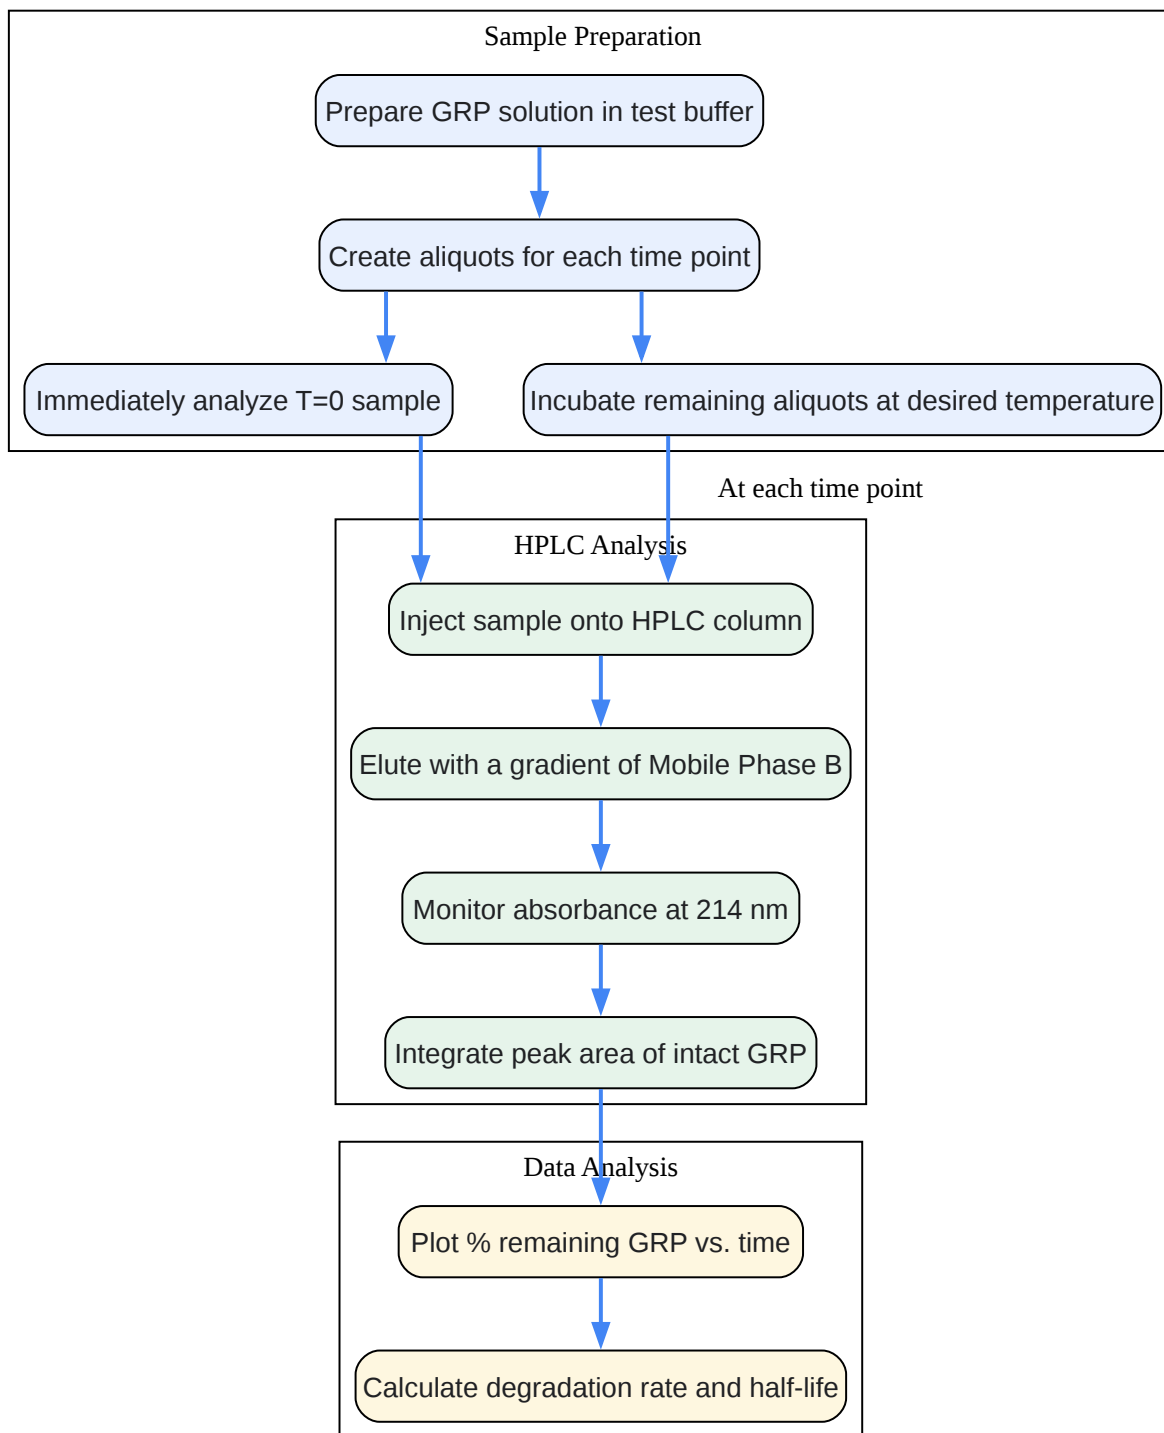 Sample Preparation
Prepare GRP solution in test buffer
Create aliquots for each time point
Immediately analyze T=0 sample
Incubate remaining aliquots at desired temperature
At each time point
HPLC Analysis
Inject sample onto HPLC column
Elute with a gradient of Mobile Phase B
Monitor absorbance at 214 nm
Integrate peak area of intact GRP
Data Analysis
Plot % remaining GRP vs. time
Calculate degradation rate and half-life